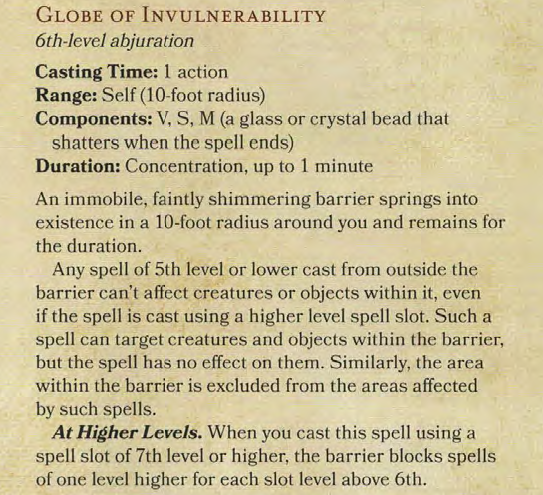 GLOBE OF INVULNERABILITY
6th-level abjuration
Casting Time: 1 action
Range: Self (10-foot radius)
Components: V, S, M (a glass or crystal bead that
shatters when the spell ends)
Duration: Concentration, up to 1 minute
An immobile, faintly shimmering barrier springs into
existence in a 10-foot radius around you and remains for
the duration.
Any spell of 5th level or lower cast from outside the
barrier can't affect creatures or objects within it, even
if the spell is cast using a higher level spell slot. Such a
spell can target creatures and objects within the barrier,
but the spell has no effect on them. Similarly, the area
within the barrier is excluded from the areas affected
by such spells.
At Higher Levels. When you cast this spell using a
spell slot of 7th level or higher, the barrier blocks spells
of one level higher for each slot level above 6th.